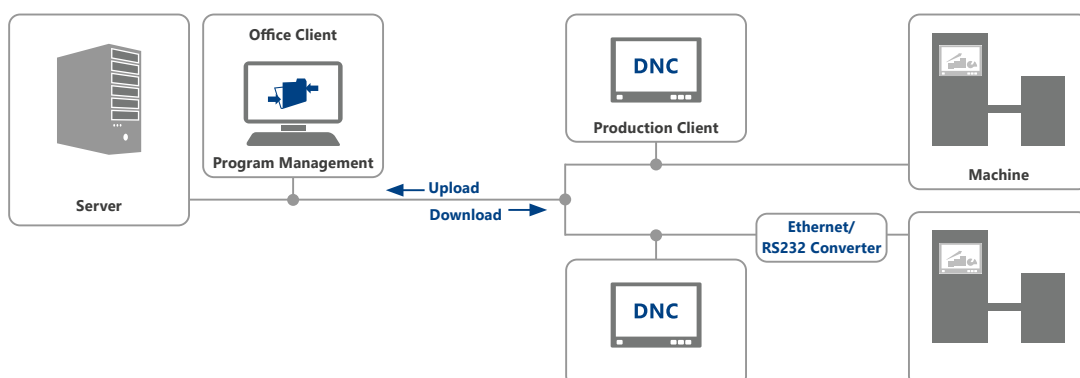 Office Client
Program Management
Server
Upload
Download
DNC
Production Client
Machine
Ethernet/
RS232 Converter
DNC